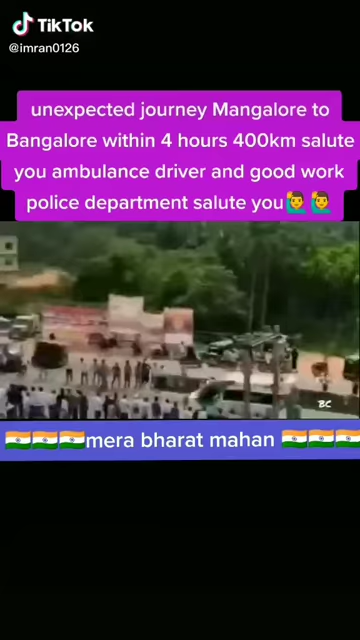 TikTok
@imran0126
unexpected journey Mangalore to
Bangalore within 4 hours 400km salute
you ambulance driver and good work
police department salute you🙋‍♂️🙋‍♂️
BC
🇮🇳🇮🇳🇮🇳mera bharat mahan 🇮🇳🇮🇳🇮🇳